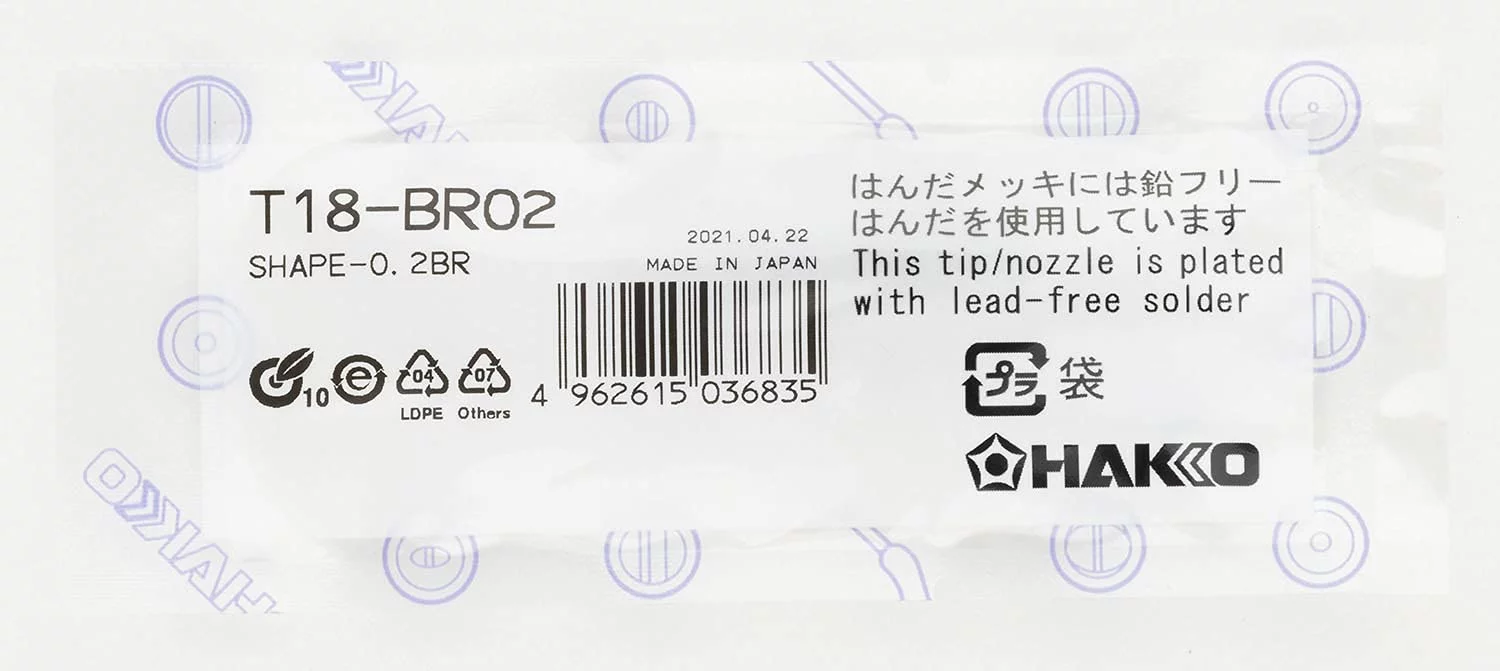 T18-BR02
SHAPE-0.2BR
2021.04.22
MADE IN JAPAN
4 962615 036835
10
e
04
LDPE
07
Others
はんだメッキには鉛フリー
はんだを使用しています
This tip/nozzle is plated
with lead-free solder
プラ 袋
HAKKO
HAKKO
HAK